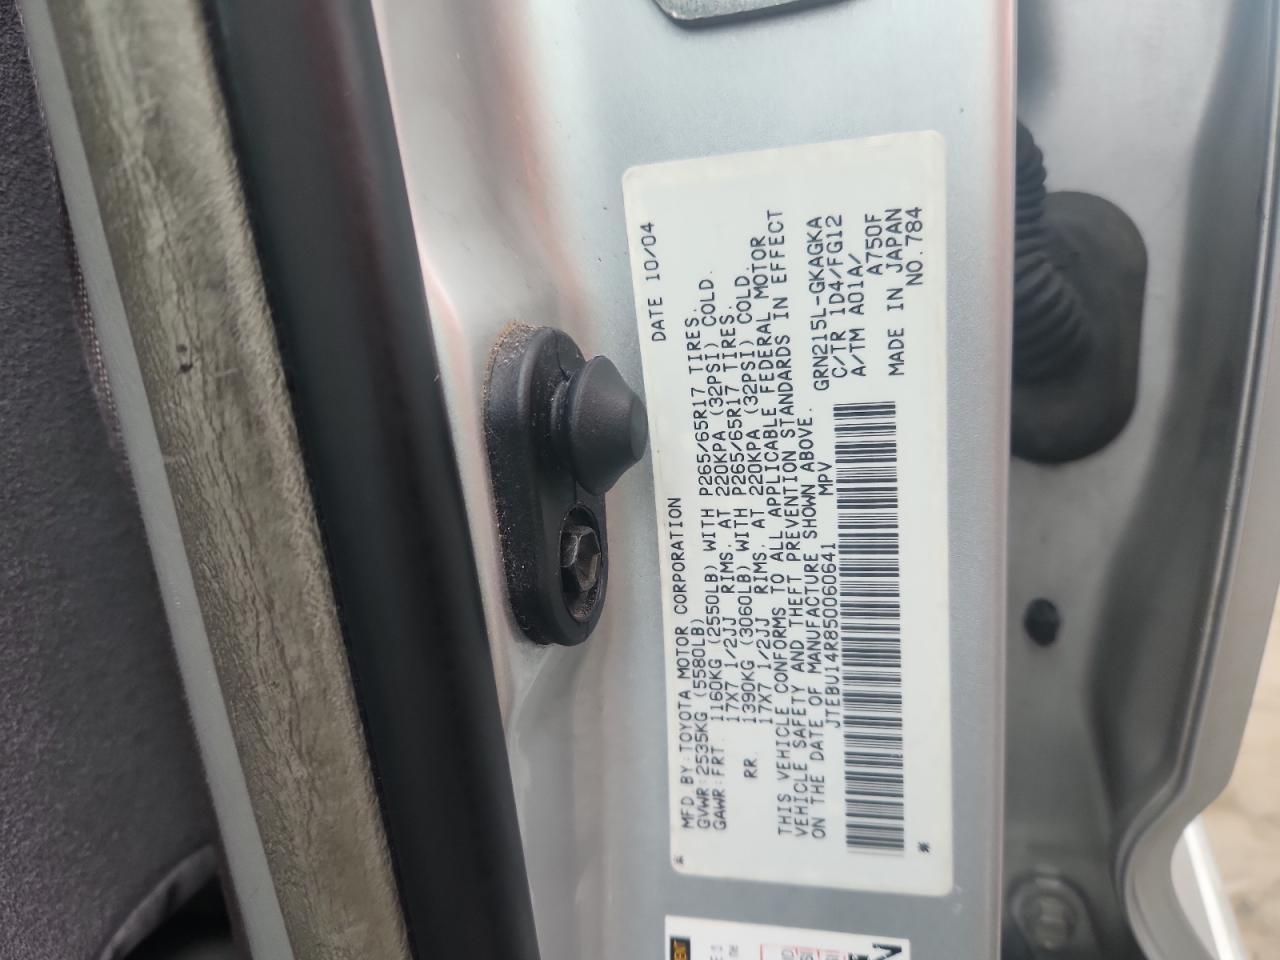 MFD.BY:TOYOTA MOTOR CORPORATION DATE 10/04
GVWR:2535KG (5580LB)
GAWR:FRT. 1160KG (2550LB) WITH P265/65R17 TIRES.
17X7 1/2JJ RIMS. AT 220KPA (32PSI) COLD.
RR. 1390KG (3060LB) WITH P265/65R17 TIRES.
17X7 1/2JJ RIMS. AT 220KPA (32PSI) COLD.
THIS VEHICLE CONFORMS TO ALL APPLICABLE FEDERAL MOTOR
VEHICLE SAFETY AND THEFT PREVENTION STANDARDS IN EFFECT
ON THE DATE OF MANUFACTURE SHOWN ABOVE.
JTEBU14R850060641 MPV GRN215L-GKAGKA
C/TR 1D4/FG12
A/TM A01A/
A750F
MADE IN JAPAN
NO.784